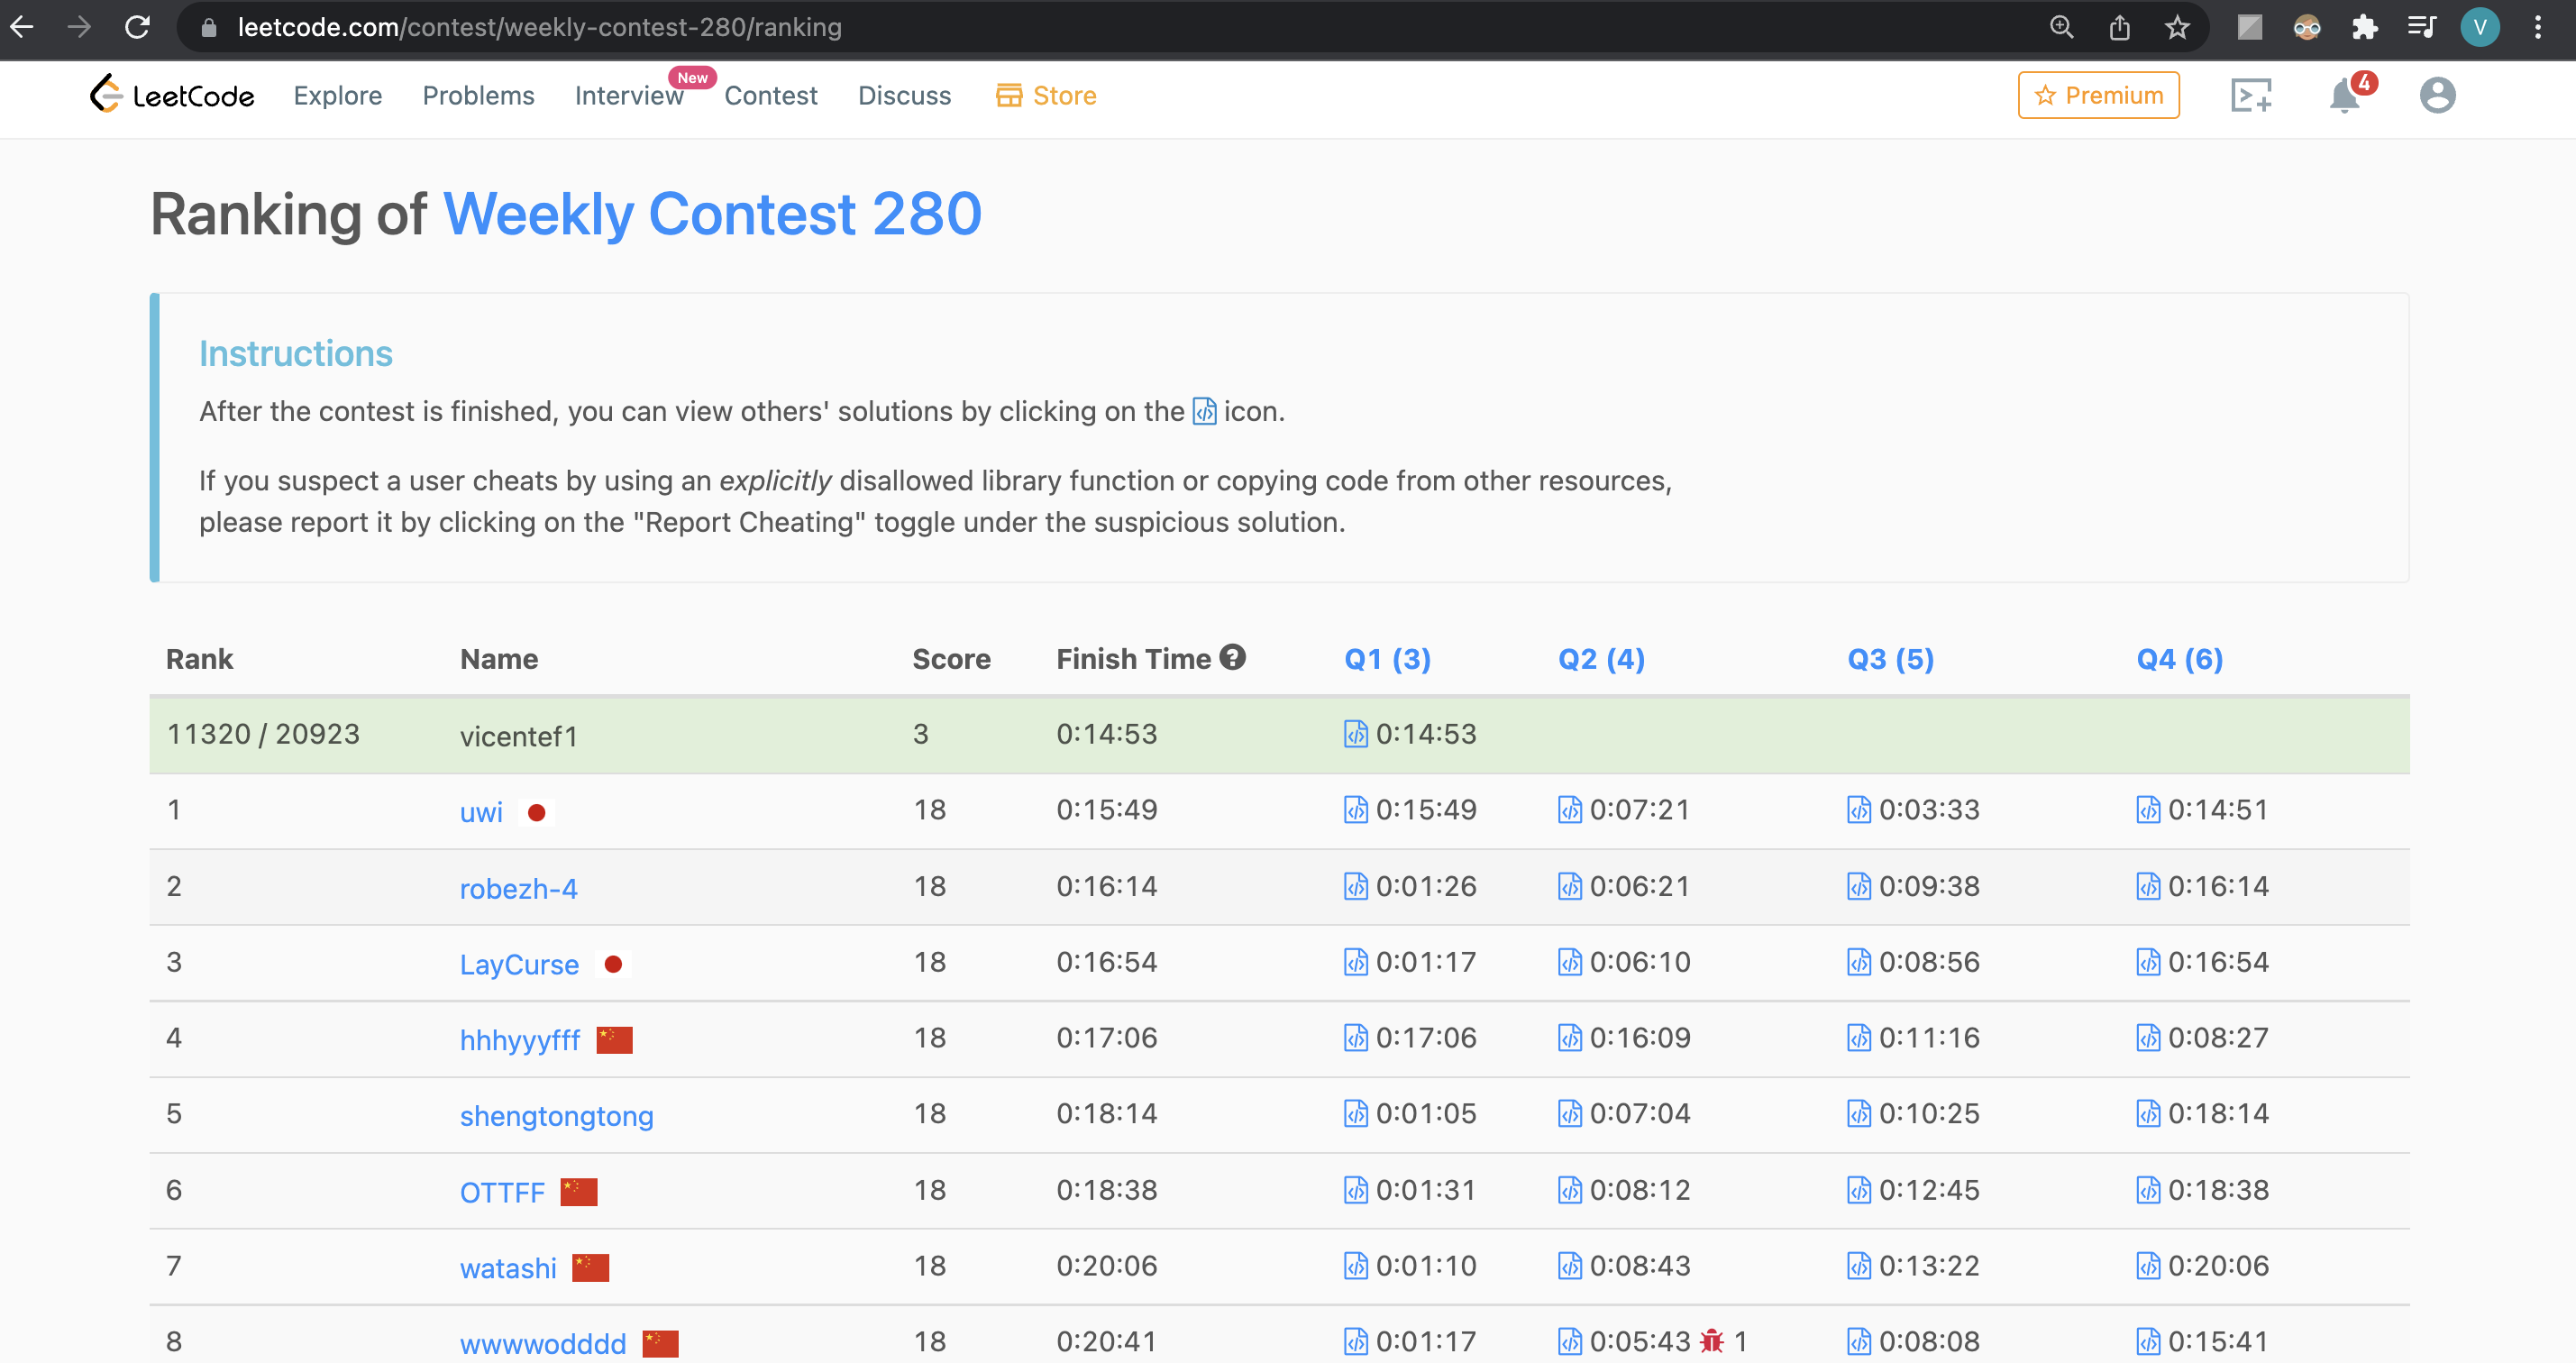 leetcode.com/contest/weekly-contest-280/ranking
V
LeetCode Explore Problems Interview New Contest Discuss Store Premium 4
Ranking of Weekly Contest 280
Instructions
After the contest is finished, you can view others' solutions by clicking on the </> icon.
If you suspect a user cheats by using an explicitly disallowed library function or copying code from other resources,
please report it by clicking on the "Report Cheating" toggle under the suspicious solution.
Rank Name Score Finish Time ? Q1 (3) Q2 (4) Q3 (5) Q4 (6)
11320 / 20923 vicentef1 3 0:14:53 0:14:53
1 uwi 18 0:15:49 0:15:49 0:07:21 0:03:33 0:14:51
2 robezh-4 18 0:16:14 0:01:26 0:06:21 0:09:38 0:16:14
3 LayCurse 18 0:16:54 0:01:17 0:06:10 0:08:56 0:16:54
4 hhhyyyfff 18 0:17:06 0:17:06 0:16:09 0:11:16 0:08:27
5 shengtongtong 18 0:18:14 0:01:05 0:07:04 0:10:25 0:18:14
6 OTTFF 18 0:18:38 0:01:31 0:08:12 0:12:45 0:18:38
7 watashi 18 0:20:06 0:01:10 0:08:43 0:13:22 0:20:06
8 wwwwodddd 18 0:20:41 0:01:17 0:05:43 1 0:08:08 0:15:41